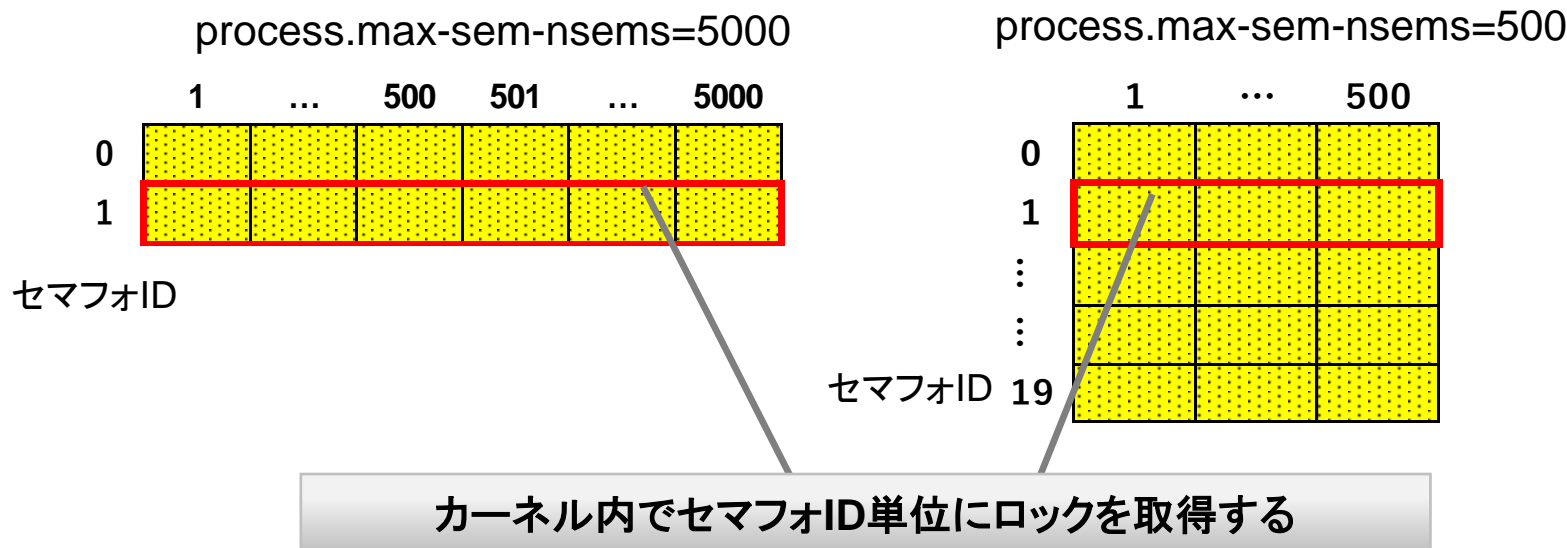 process.max-sem-nsems=5000
1 … 500 501 … 5000
0
1
セマフォID
process.max-sem-nsems=500
1 … 500
0
1
…
…
セマフォID 19
カーネル内でセマフォID単位にロックを取得する